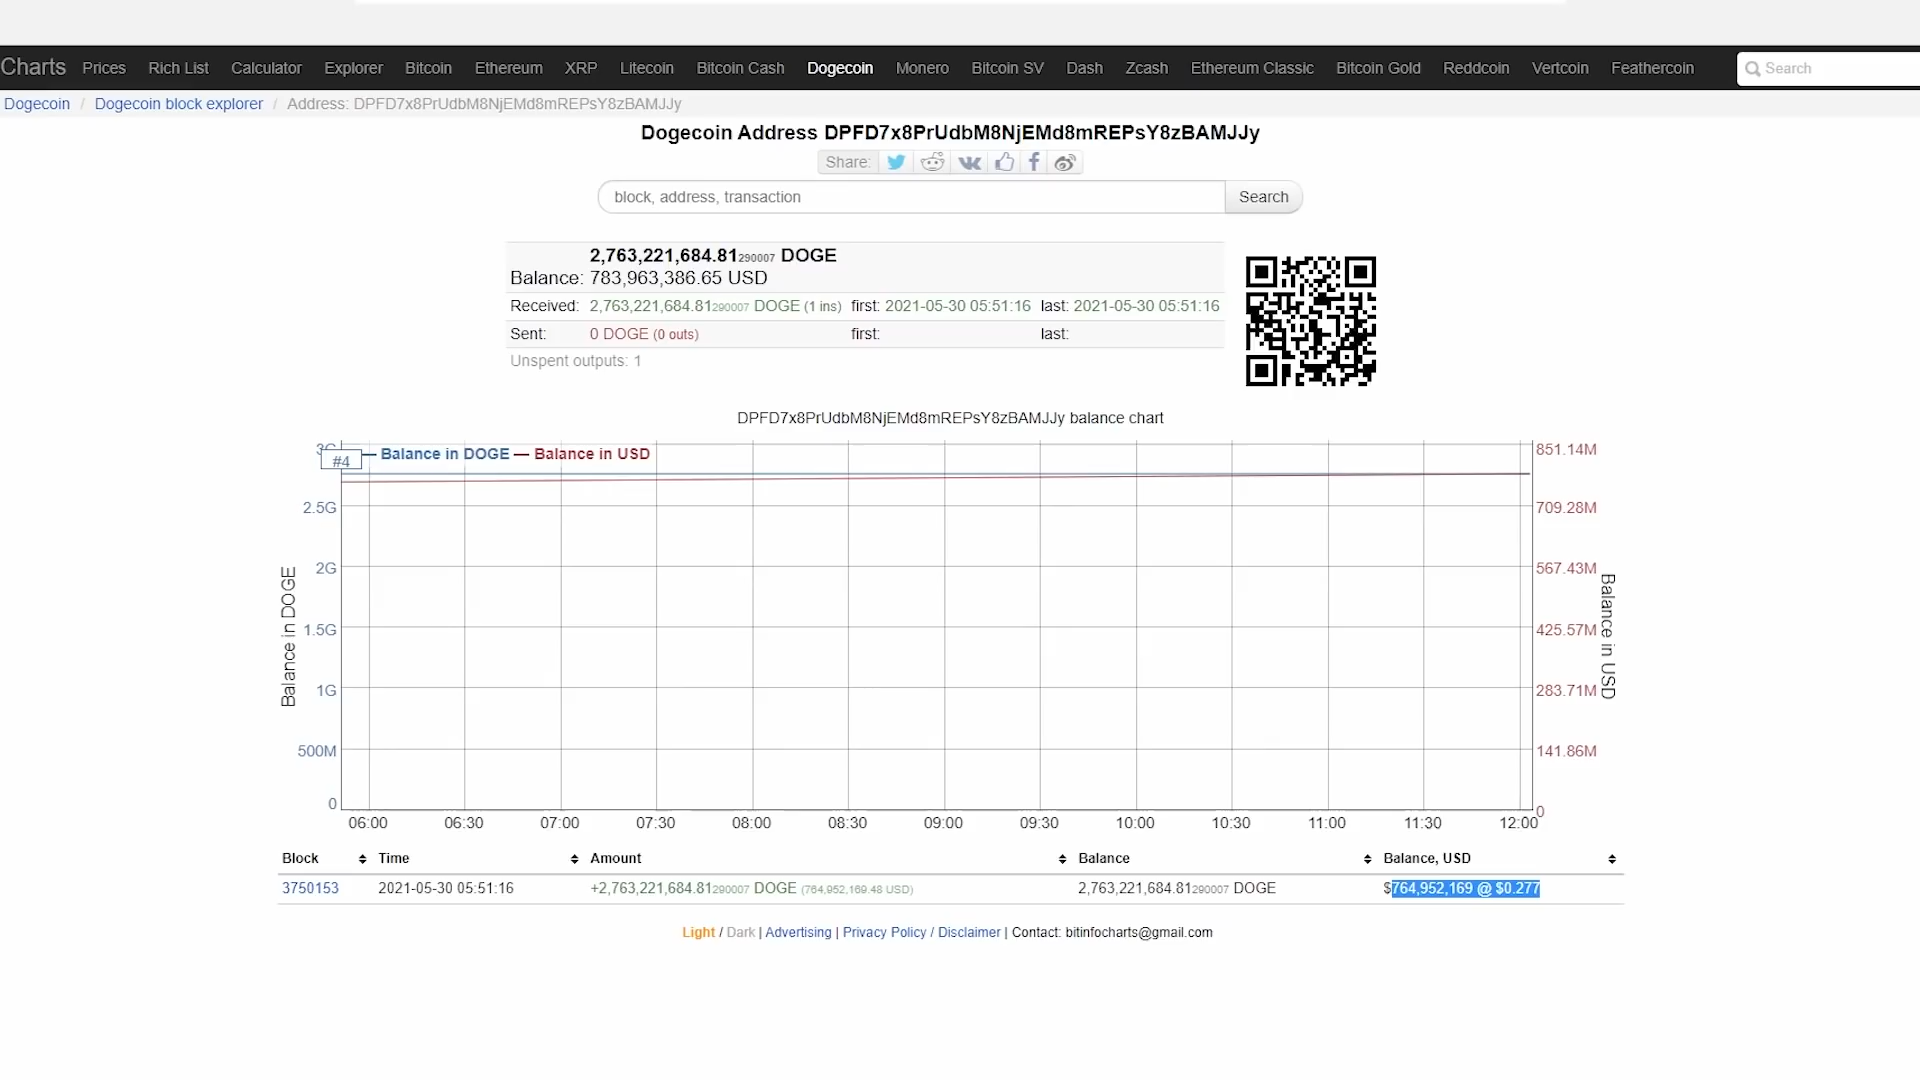 Charts Prices Rich List Calculator Explorer Bitcoin Ethereum XRP Litecoin Bitcoin Cash Dogecoin Monero Bitcoin SV Dash Zcash Ethereum Classic Bitcoin Gold Reddcoin Vertcoin Feathercoin Search
Dogecoin / Dogecoin block explorer / Address: DPFD7x8PrUdbM8NjEMd8mREPsY8zBAMJJy
Dogecoin Address DPFD7x8PrUdbM8NjEMd8mREPsY8zBAMJJy
Share:
block, address, transaction Search
2,763,221,684.81290007 DOGE
Balance: 783,963,386.65 USD
Received: 2,763,221,684.81290007 DOGE (1 ins) first: 2021-05-30 05:51:16 last: 2021-05-30 05:51:16
Sent: 0 DOGE (0 outs) first: last:
Unspent outputs: 1
DPFD7x8PrUdbM8NjEMd8mREPsY8zBAMJJy balance chart
3G #4 — Balance in DOGE — Balance in USD 851.14M
2.5G 709.28M
2G 567.43M
Balance in DOGE
Balance in USD
1.5G 425.57M
1G 283.71M
500M 141.86M
0 0
06:00 06:30 07:00 07:30 08:00 08:30 09:00 09:30 10:00 10:30 11:00 11:30 12:00
Block Time Amount Balance Balance, USD
3750153 2021-05-30 05:51:16 +2,763,221,684.81290007 DOGE (764,952,169.48 USD) 2,763,221,684.81290007 DOGE $764,952,169 @ $0.277
Light / Dark | Advertising | Privacy Policy / Disclaimer | Contact: bitinfocharts@gmail.com